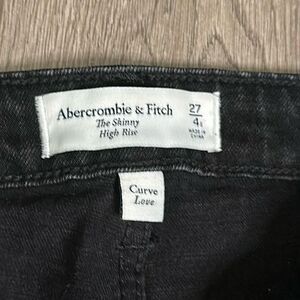 Abercrombie & Fitch
The Skinny
High Rise
27
4
MADE IN
CHINA
Curve
Love